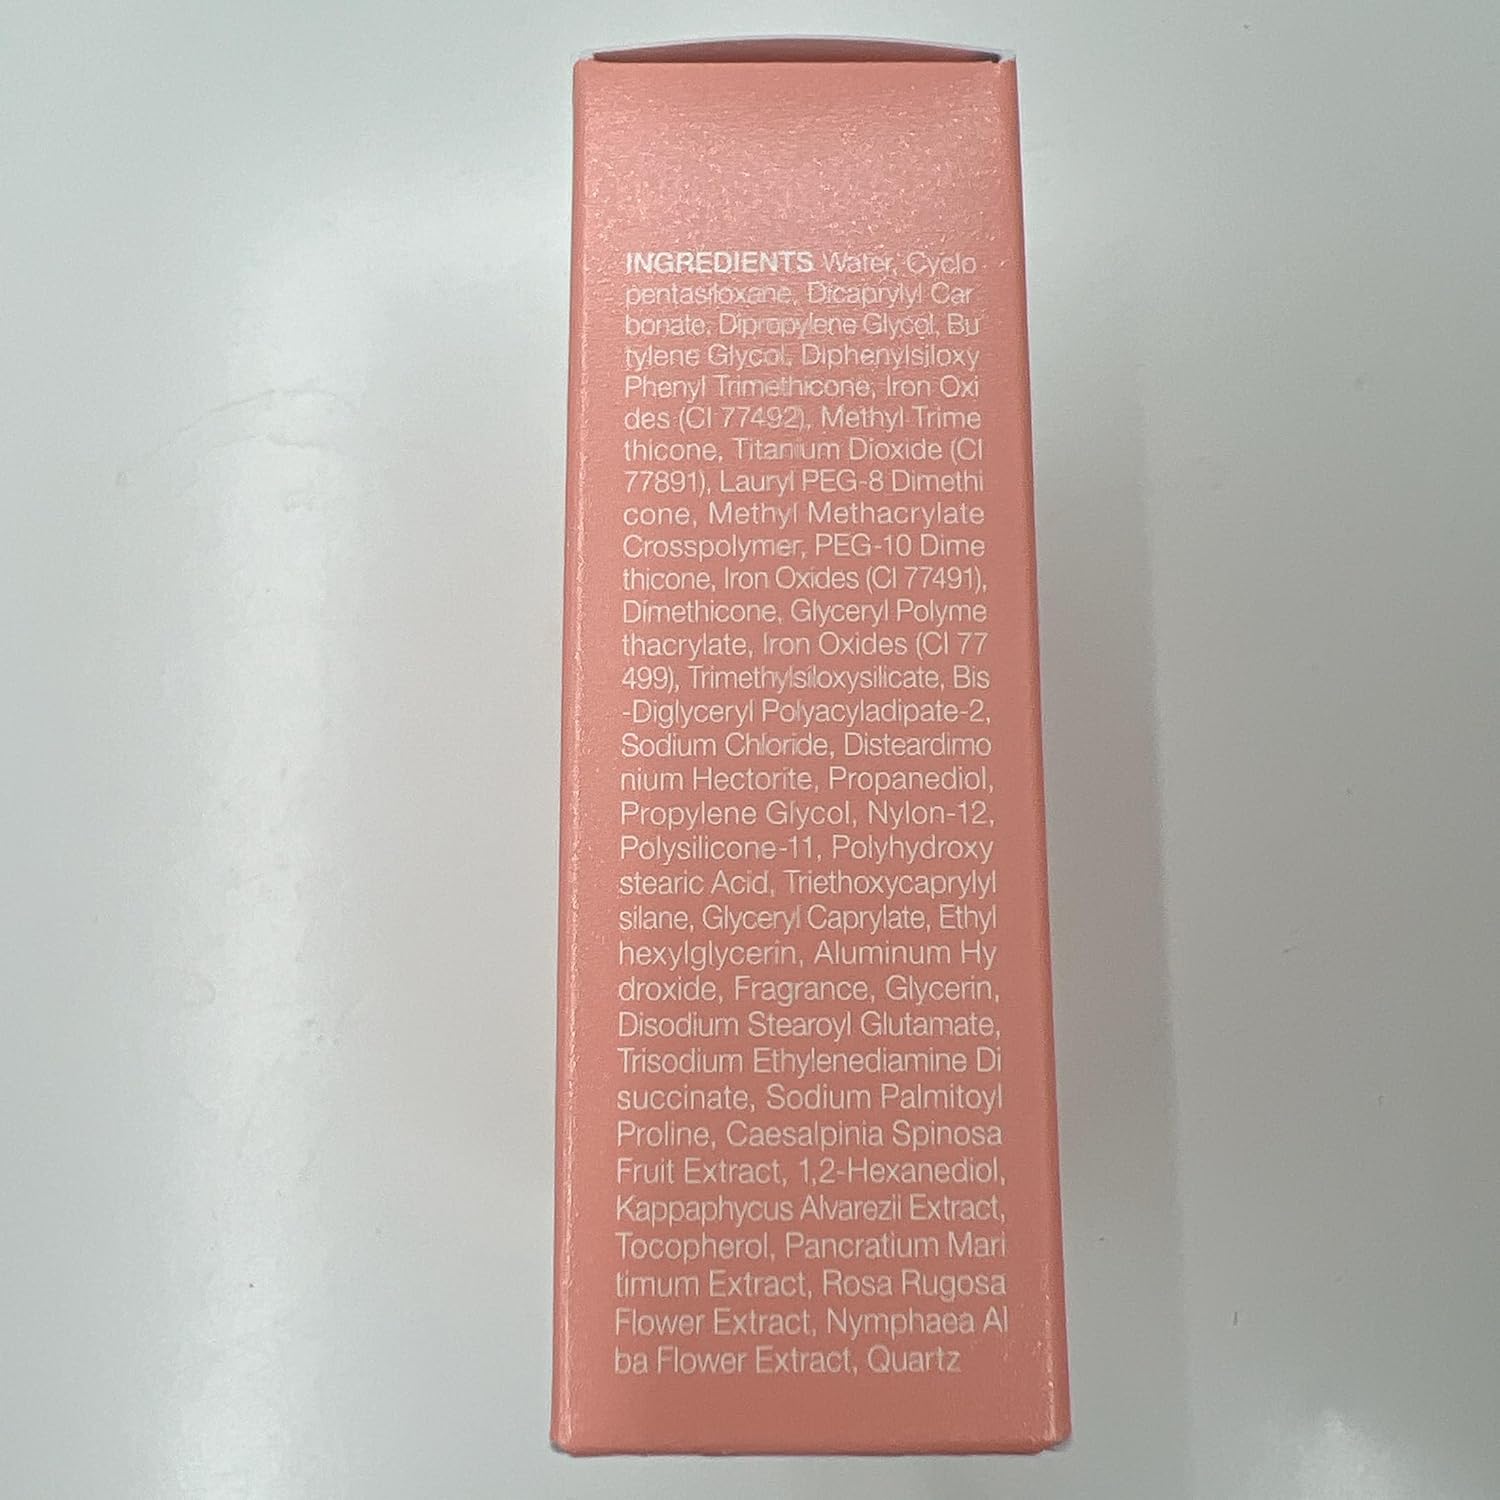 INGREDIENTS Water, Cyclo
pentasiloxane, Dicaprylyl Car
bonate, Dipropylene Glycol, Bu
tylene Glycol, Diphenylsiloxy
Phenyl Trimethicone, Iron Oxi
des (CI 77492), Methyl Trime
thicone, Titanium Dioxide (CI
77891), Lauryl PEG-8 Dimethi
cone, Methyl Methacrylate
Crosspolymer, PEG-10 Dime
thicone, Iron Oxides (CI 77491),
Dimethicone, Glyceryl Polyme
thacrylate, Iron Oxides (CI 77
499), Trimethylsiloxysilicate, Bis
-Diglyceryl Polyacyladipate-2,
Sodium Chloride, Disteardimo
nium Hectorite, Propanediol,
Propylene Glycol, Nylon-12,
Polysilicone-11, Polyhydroxy
stearic Acid, Triethoxycaprylyl
silane, Glyceryl Caprylate, Ethyl
hexylglycerin, Aluminum Hy
droxide, Fragrance, Glycerin,
Disodium Stearoyl Glutamate,
Trisodium Ethylenediamine Di
succinate, Sodium Palmitoyl
Proline, Caesalpinia Spinosa
Fruit Extract, 1,2-Hexanediol,
Kappaphycus Alvarezii Extract,
Tocopherol, Pancratium Mari
timum Extract, Rosa Rugosa
Flower Extract, Nymphaea Al
ba Flower Extract, Quartz